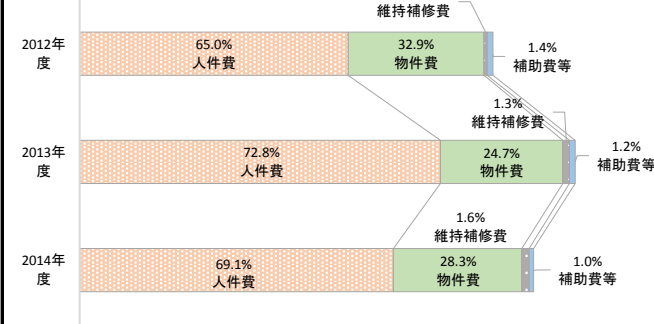 維持補修費
2012年
度
65.0%
人件費
32.9%
物件費
1.4%
補助費等
1.3%
維持補修費
2013年
度
72.8%
人件費
24.7%
物件費
1.2%
補助費等
1.6%
維持補修費
2014年
度
69.1%
人件費
28.3%
物件費
1.0%
補助費等